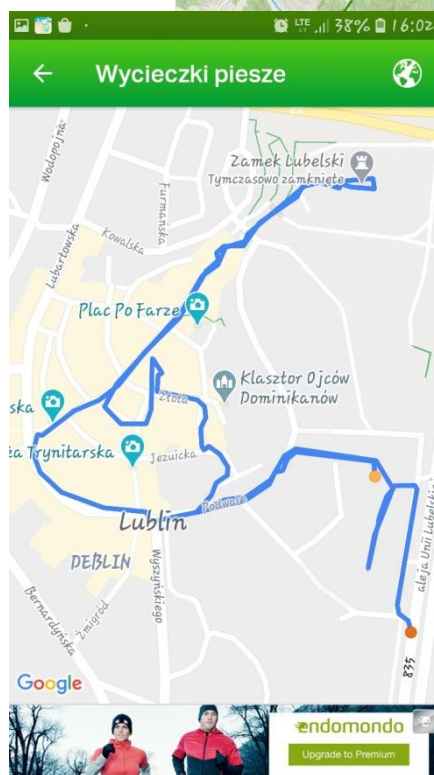 LTE 38% 16:02
Wycieczki piesze
Wodopojna
Zamek Lubelski
Tymczasowo zamknięte
Furmańska
Kowalska
Lubartowska
Plac Po Farze
Klasztor Ojców
Dominikanów
Złota
ska
ża Trynitarska
Jezuicka
Podwale
Lublin
DEBLIN
Wyszyńskiego
Żmigród
Bernardyńska
aleja Unii Lubelskiej
835
Google
endomondo
Upgrade to Premium